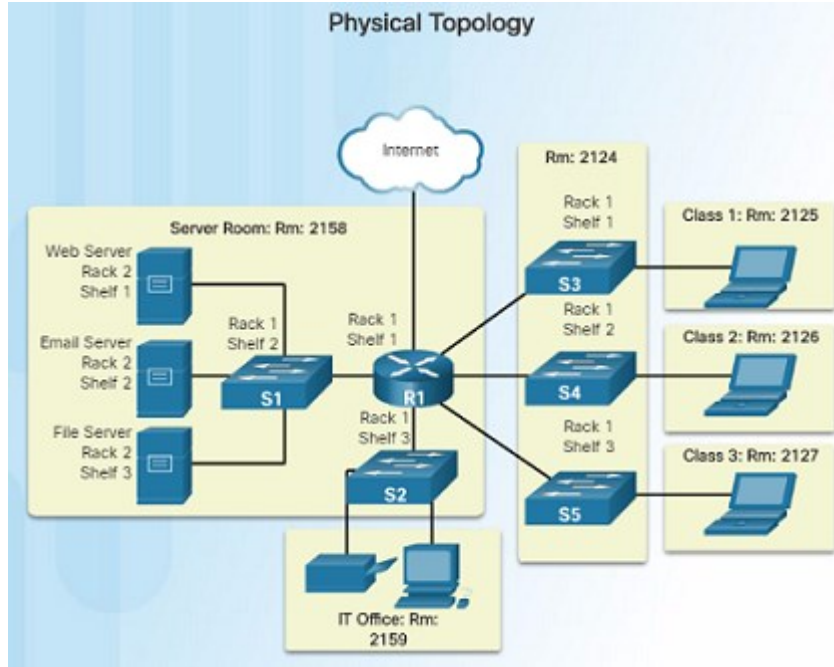 Physical Topology
Internet
Server Room: Rm: 2158
Web Server
Rack 2
Shelf 1
Email Server
Rack 2
Shelf 2
File Server
Rack 2
Shelf 3
Rack 1
Shelf 2
S1
Rack 1
Shelf 1
R1
Rack 1
Shelf 3
S2
IT Office: Rm:
2159
Rm: 2124
Rack 1
Shelf 1
S3
Rack 1
Shelf 2
S4
Rack 1
Shelf 3
S5
Class 1: Rm: 2125
Class 2: Rm: 2126
Class 3: Rm: 2127